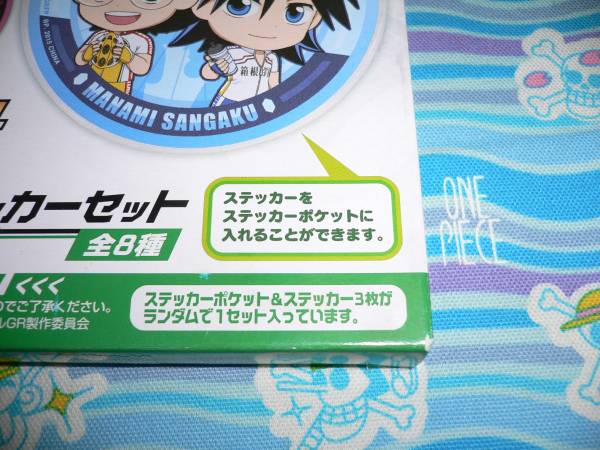 MANAMI SANGAKU
箱根学
ステッカーを
ステッカーポケットに
入れることができます。
ッカーセット
全8種
<<<
のでご了承ください。
ルGR製作委員会
ステッカーポケット&ステッカー3枚が
ランダムで1セット入っています。
ONE
PIECE